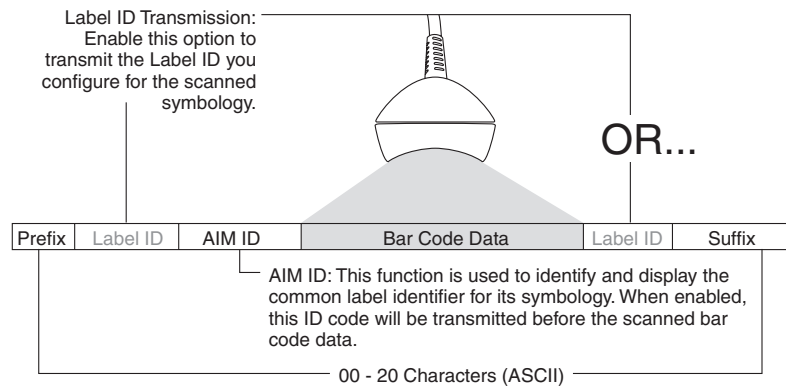 Label ID Transmission:
Enable this option to
transmit the Label ID you
configure for the scanned
symbology.
OR...
Prefix Label ID AIM ID Bar Code Data Label ID Suffix
AIM ID: This function is used to identify and display the
common label identifier for its symbology. When enabled,
this ID code will be transmitted before the scanned bar
code data.
00 - 20 Characters (ASCII)